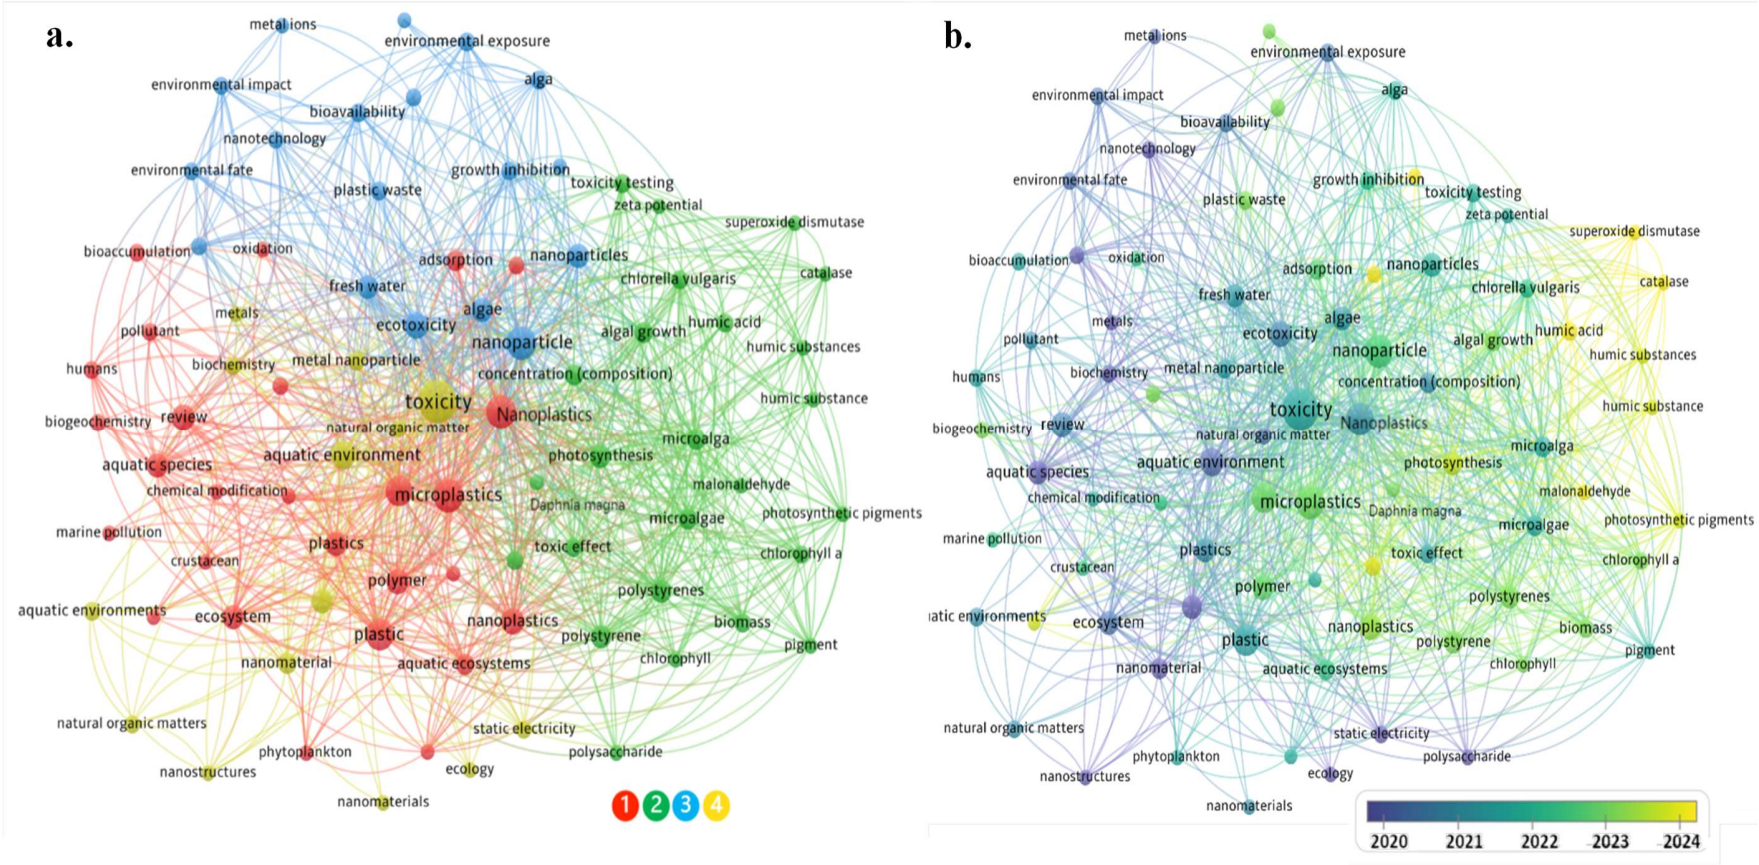 a.
metal ions
environmental exposure
environmental impact
alga
bioavailability
nanotechnology
environmental fate
growth inhibition
plastic waste
toxicity testing
zeta potential
superoxide dismutase
bioaccumulation
oxidation
adsorption
nanoparticles
chlorella vulgaris
catalase
fresh water
metals
algae
pollutant
ecotoxicity
nanoparticle
algal growth
humic acid
humic substances
humans
biochemistry
metal nanoparticle
concentration (composition)
toxicity
Nanoplastics
humic substance
biogeochemistry
review
natural organic matter
microalga
aquatic species
aquatic environment
photosynthesis
chemical modification
microplastics
Daphnia magna
malonaldehyde
photosynthetic pigments
microalgae
marine pollution
plastics
toxic effect
chlorophyll a
crustacean
polymer
polystyrenes
aquatic environments
ecosystem
plastic
nanoplastics
polystyrene
biomass
pigment
nanomaterial
aquatic ecosystems
chlorophyll
natural organic matters
static electricity
phytoplankton
polysaccharide
nanostructures
ecology
nanomaterials
1 2 3 4
b.
metal ions
environmental exposure
environmental impact
alga
bioavailability
nanotechnology
environmental fate
growth inhibition
plastic waste
toxicity testing
zeta potential
superoxide dismutase
bioaccumulation
oxidation
adsorption
nanoparticles
chlorella vulgaris
catalase
fresh water
metals
algae
pollutant
ecotoxicity
nanoparticle
algal growth
humic acid
humic substances
humans
biochemistry
metal nanoparticle
concentration (composition)
toxicity
Nanoplastics
humic substance
biogeochemistry
review
natural organic matter
microalga
aquatic species
aquatic environment
photosynthesis
chemical modification
microplastics
Daphnia magna
malonaldehyde
photosynthetic pigments
microalgae
marine pollution
plastics
toxic effect
chlorophyll a
crustacean
polymer
polystyrenes
atic environments
ecosystem
plastic
nanoplastics
polystyrene
biomass
pigment
nanomaterial
aquatic ecosystems
chlorophyll
natural organic matters
static electricity
phytoplankton
polysaccharide
nanostructures
ecology
nanomaterials
2020 2021 2022 2023 2024